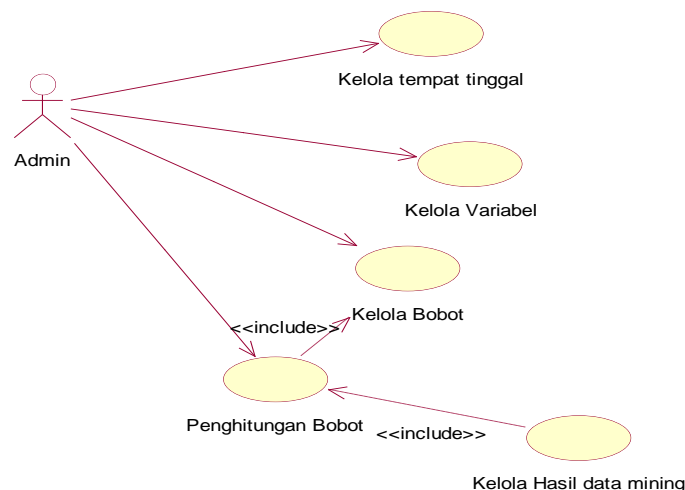 Kelola tempat tinggal
Admin
Kelola Variabel
Kelola Bobot
<<include>>
Penghitungan Bobot
<<include>>
Kelola Hasil data mining